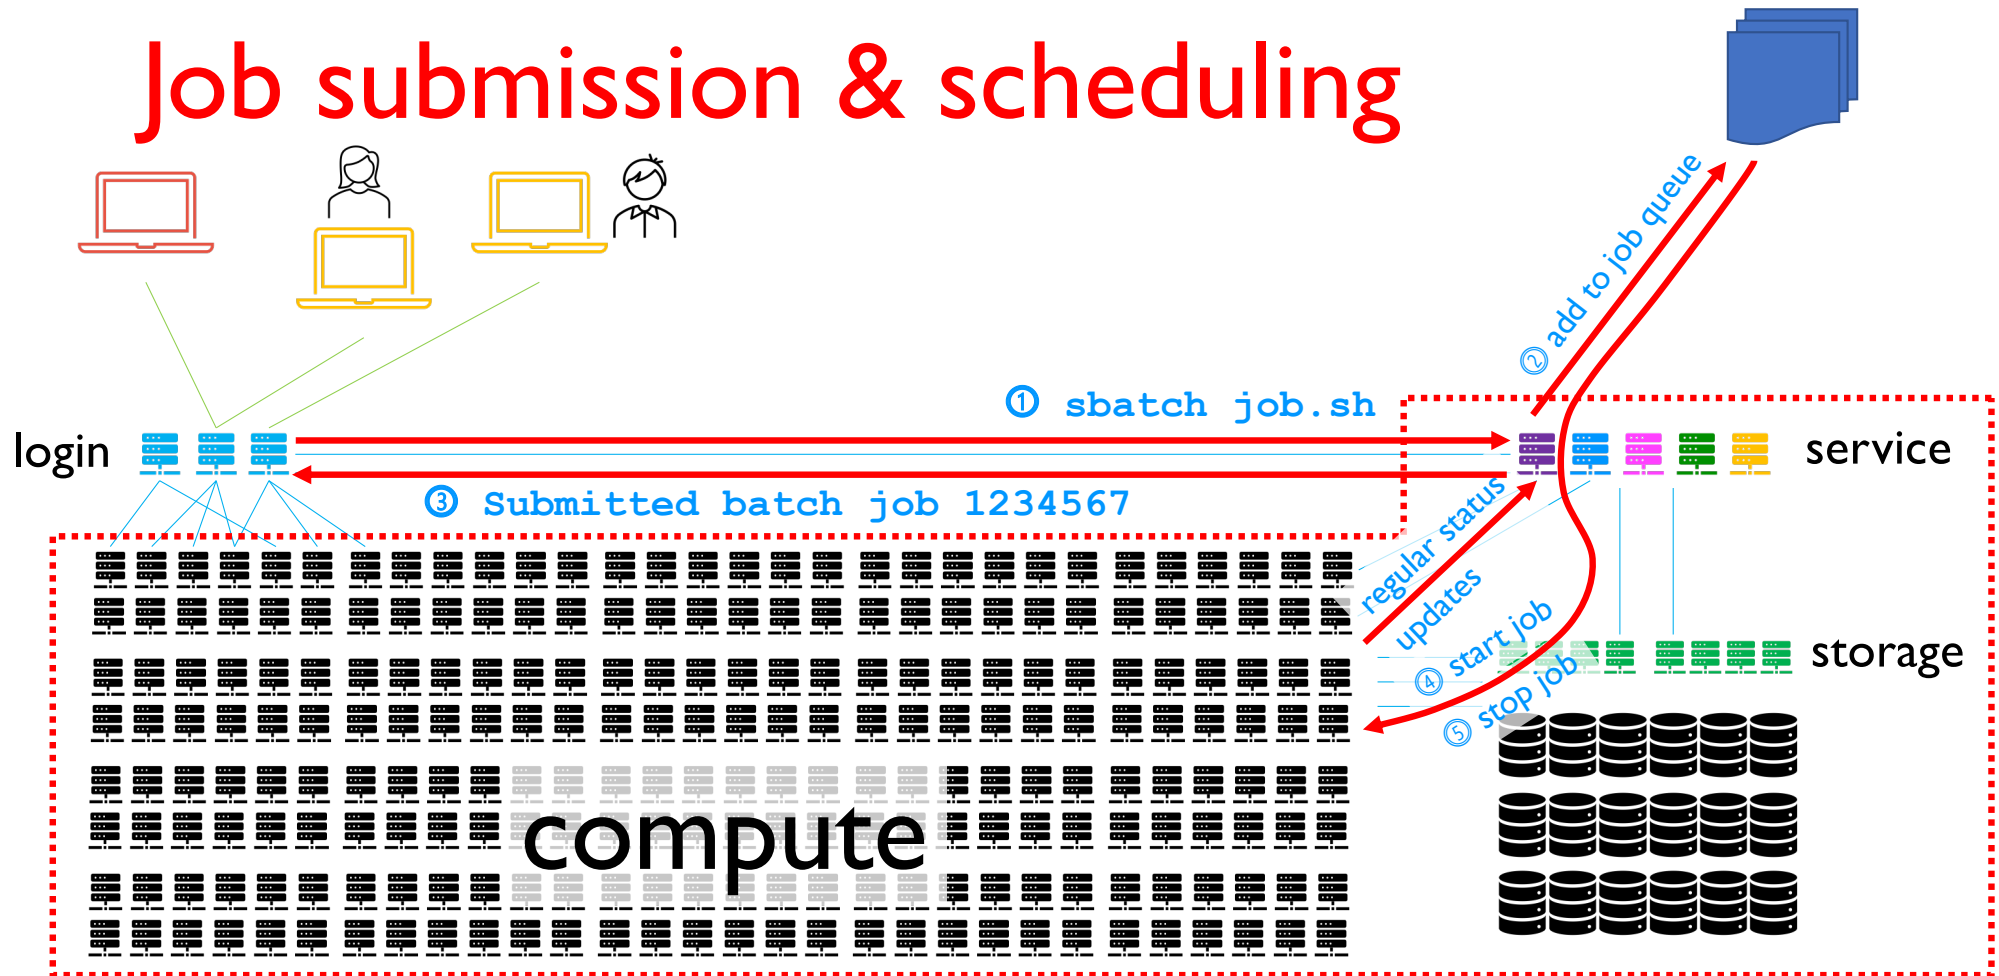 Job submission & scheduling
② add to job queue
① sbatch job.sh
login
service
③ Submitted batch job 1234567
regular status
updates
④ start job
⑤ stop job
storage
compute